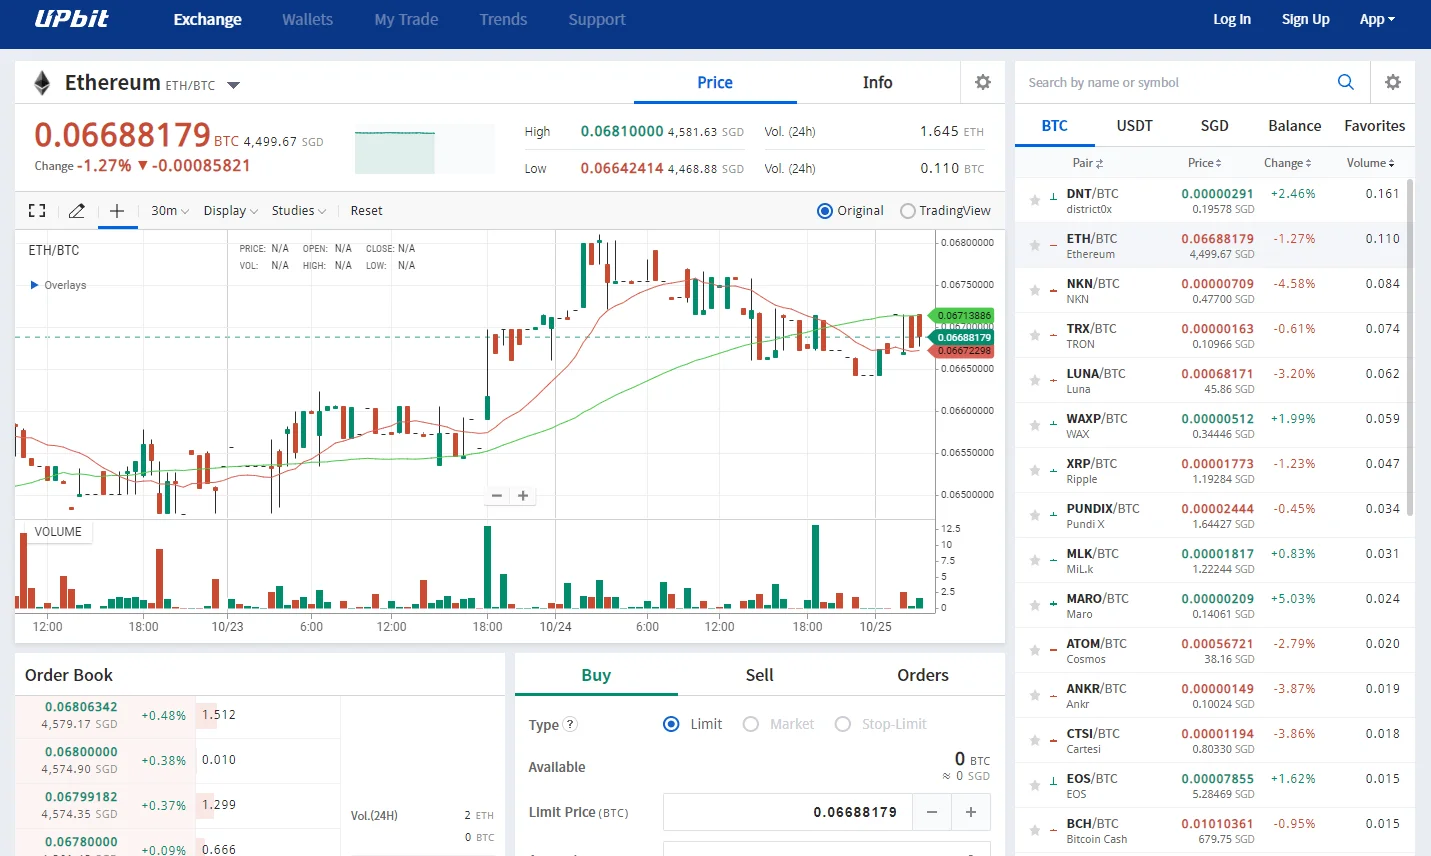 UPbit Exchange Wallets My Trade Trends Support Log In Sign Up App
Ethereum ETH/BTC Price Info
0.06688179 BTC 4,499.67 SGD
Change -1.27% ▼ -0.00085821
High 0.06810000 4,581.63 SGD Vol. (24h) 1.645 ETH
Low 0.06642414 4,468.88 SGD Vol. (24h) 0.110 BTC
30m Display Studies Reset Original TradingView
ETH/BTC PRICE: N/A OPEN: N/A CLOSE: N/A
VOL: N/A HIGH: N/A LOW: N/A
Overlays
0.06800000
0.06750000
0.06713886
0.06700000
0.06688179
0.06672298
0.06650000
0.06600000
0.06550000
0.06500000
VOLUME
12.5
10
7.5
5
2.5
0
12:00 18:00 10/23 6:00 12:00 18:00 10/24 6:00 12:00 18:00 10/25
Order Book
0.06806342 +0.48% 1.512
4,579.17 SGD
0.06800000 +0.38% 0.010
4,574.90 SGD
0.06799182 +0.37% 1.299
4,574.35 SGD
0.06780000 +0.09% 0.666
Vol.(24H) 2 ETH
0 BTC
Buy Sell Orders
Type ? Limit Market Stop-Limit
Available 0 BTC
≈ 0 SGD
Limit Price (BTC) 0.06688179 − +
Search by name or symbol
BTC USDT SGD Balance Favorites
Pair Price Change Volume
DNT/BTC 0.00000291 +2.46% 0.161
district0x 0.19578 SGD
ETH/BTC 0.06688179 -1.27% 0.110
Ethereum 4,499.67 SGD
NKN/BTC 0.00000709 -4.58% 0.084
NKN 0.47700 SGD
TRX/BTC 0.00000163 -0.61% 0.074
TRON 0.10966 SGD
LUNA/BTC 0.00068171 -3.20% 0.062
Luna 45.86 SGD
WAXP/BTC 0.00000512 +1.99% 0.059
WAX 0.34446 SGD
XRP/BTC 0.00001773 -1.23% 0.047
Ripple 1.19284 SGD
PUNDIX/BTC 0.00002444 -0.45% 0.034
Pundi X 1.64427 SGD
MLK/BTC 0.00001817 +0.83% 0.031
MiL.k 1.22244 SGD
MARO/BTC 0.00000209 +5.03% 0.024
Maro 0.14061 SGD
ATOM/BTC 0.00056721 -2.79% 0.020
Cosmos 38.16 SGD
ANKR/BTC 0.00000149 -3.87% 0.019
Ankr 0.10024 SGD
CTSI/BTC 0.00001194 -3.86% 0.018
Cartesi 0.80330 SGD
EOS/BTC 0.00007855 +1.62% 0.015
EOS 5.28469 SGD
BCH/BTC 0.01010361 -0.95% 0.015
Bitcoin Cash 679.75 SGD